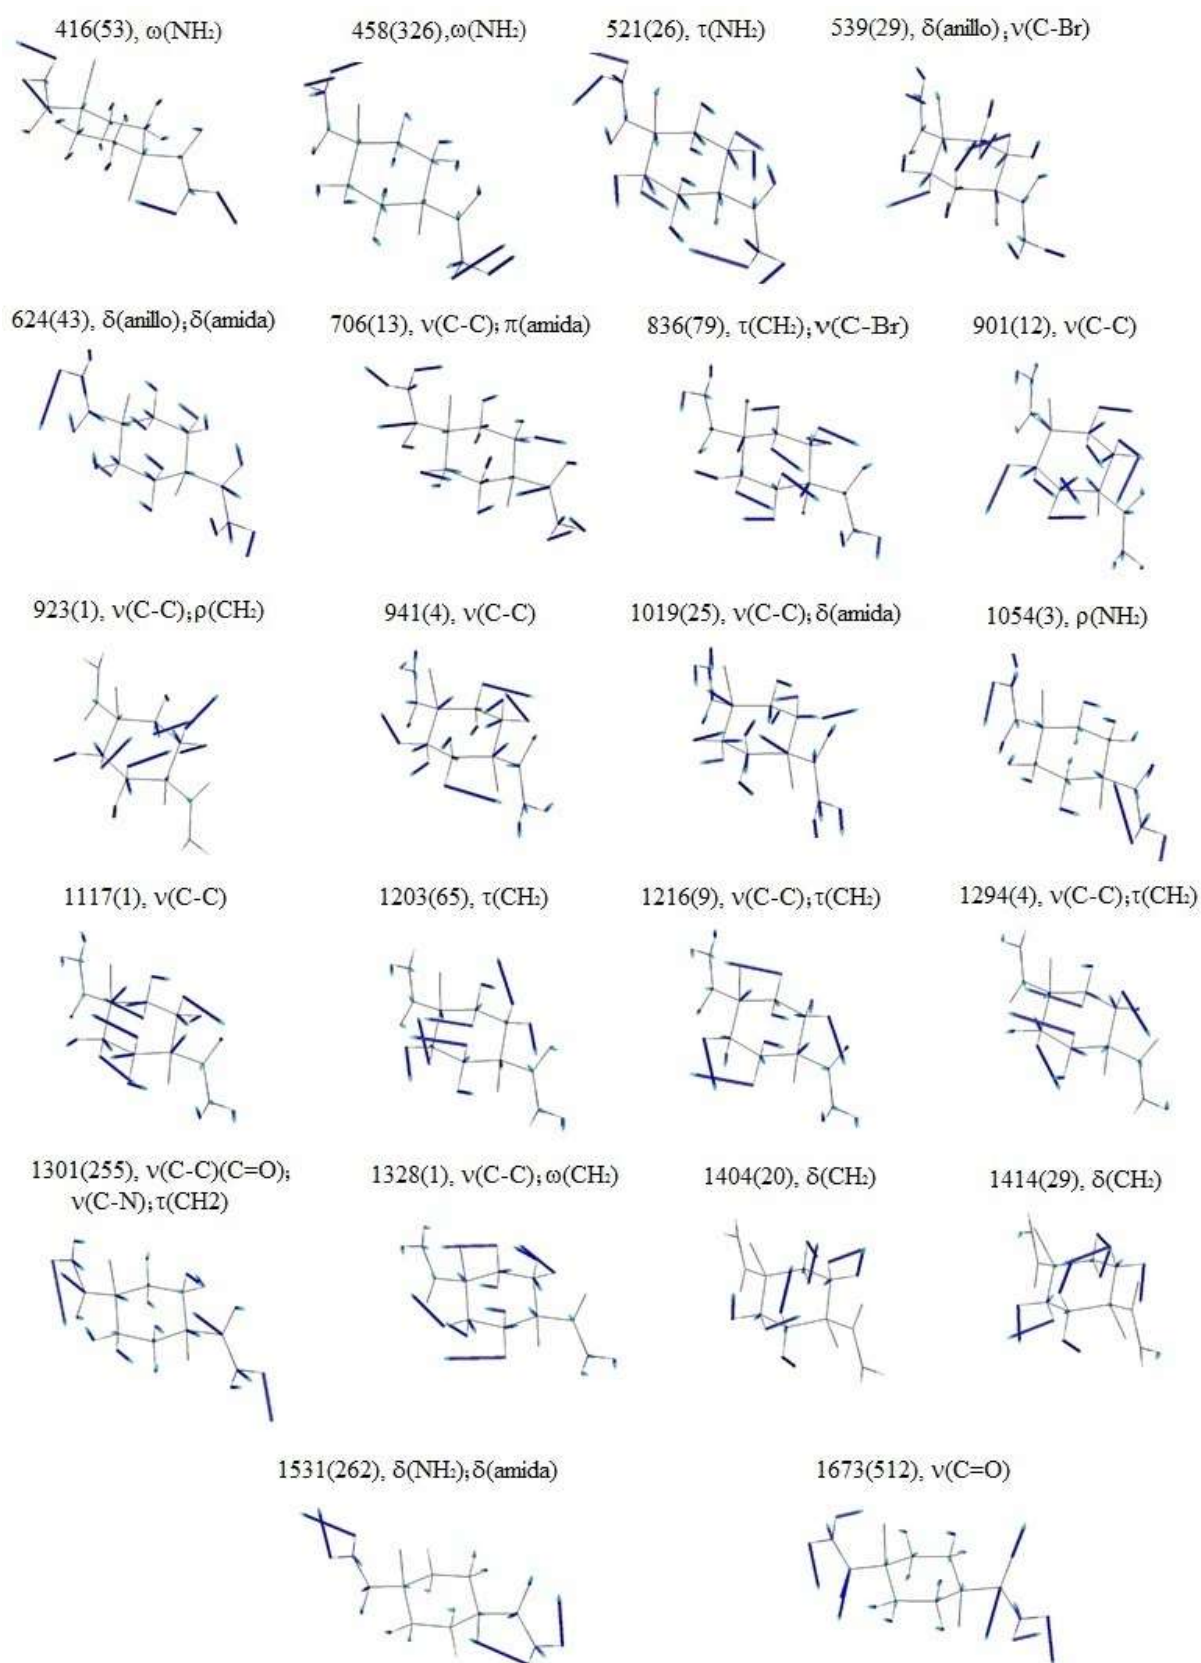 416(53), ω(NH₂)
458(326),ω(NH₂)
521(26), τ(NH₂)
539(29), δ(anillo);ν(C-Br)
624(43), δ(anillo);δ(amida)
706(13), ν(C-C); π(amida)
836(79), τ(CH₂); ν(C-Br)
901(12), ν(C-C)
923(1), ν(C-C);ρ(CH₂)
941(4), ν(C-C)
1019(25), ν(C-C); δ(amida)
1054(3), ρ(NH₂)
1117(1), ν(C-C)
1203(65), τ(CH₂)
1216(9), ν(C-C);τ(CH₂)
1294(4), ν(C-C);τ(CH₂)
1301(255), ν(C-C)(C=O);
ν(C-N);τ(CH2)
1328(1), ν(C-C);ω(CH₂)
1404(20), δ(CH₂)
1414(29), δ(CH₂)
1531(262), δ(NH₂);δ(amida)
1673(512), ν(C=O)